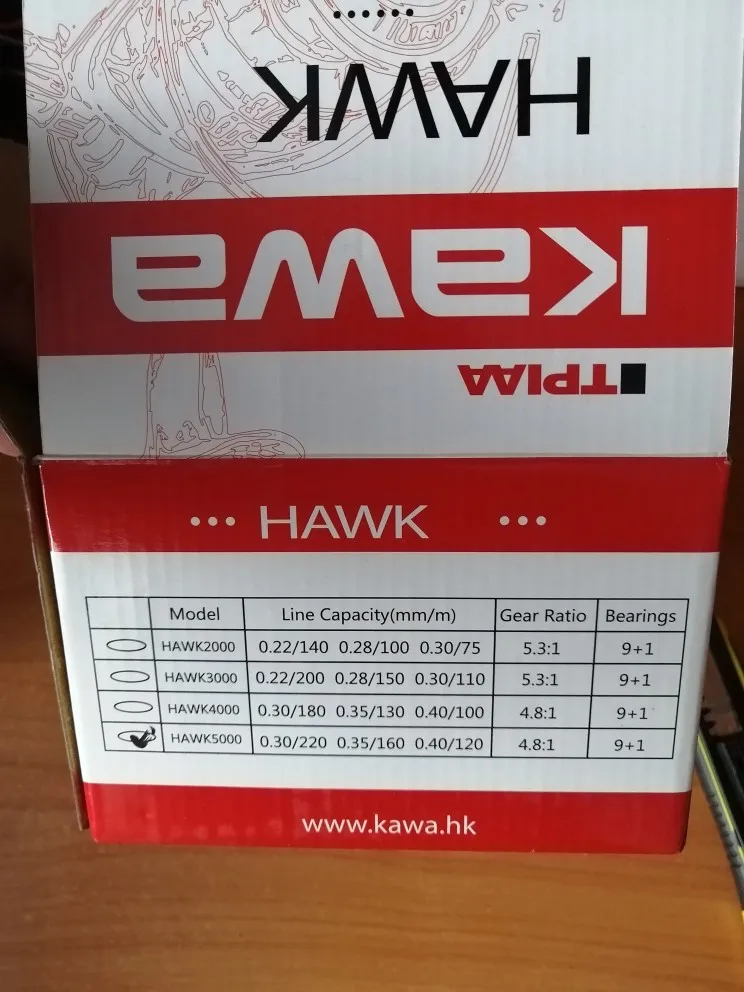 HAWK
Kawa
TPIAA
••• HAWK •••
Model Line Capacity(mm/m) Gear Ratio Bearings
HAWK2000 0.22/140 0.28/100 0.30/75 5.3:1 9+1
HAWK3000 0.22/200 0.28/150 0.30/110 5.3:1 9+1
HAWK4000 0.30/180 0.35/130 0.40/100 4.8:1 9+1
HAWK5000 0.30/220 0.35/160 0.40/120 4.8:1 9+1
www.kawa.hk